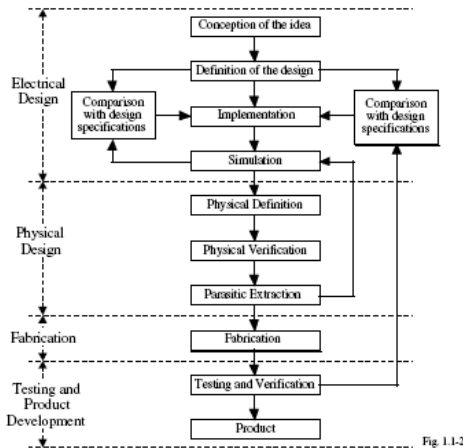 Conception of the idea
Electrical
Design
Definition of the design
Comparison
with design
specifications
Implementation
Comparison
with design
specifications
Simulation
Physical Definition
Physical
Design
Physical Verification
Parasitic Extraction
Fabrication
Fabrication
Testing and
Product
Development
Testing and Verification
Product
Fig. 1.1-2